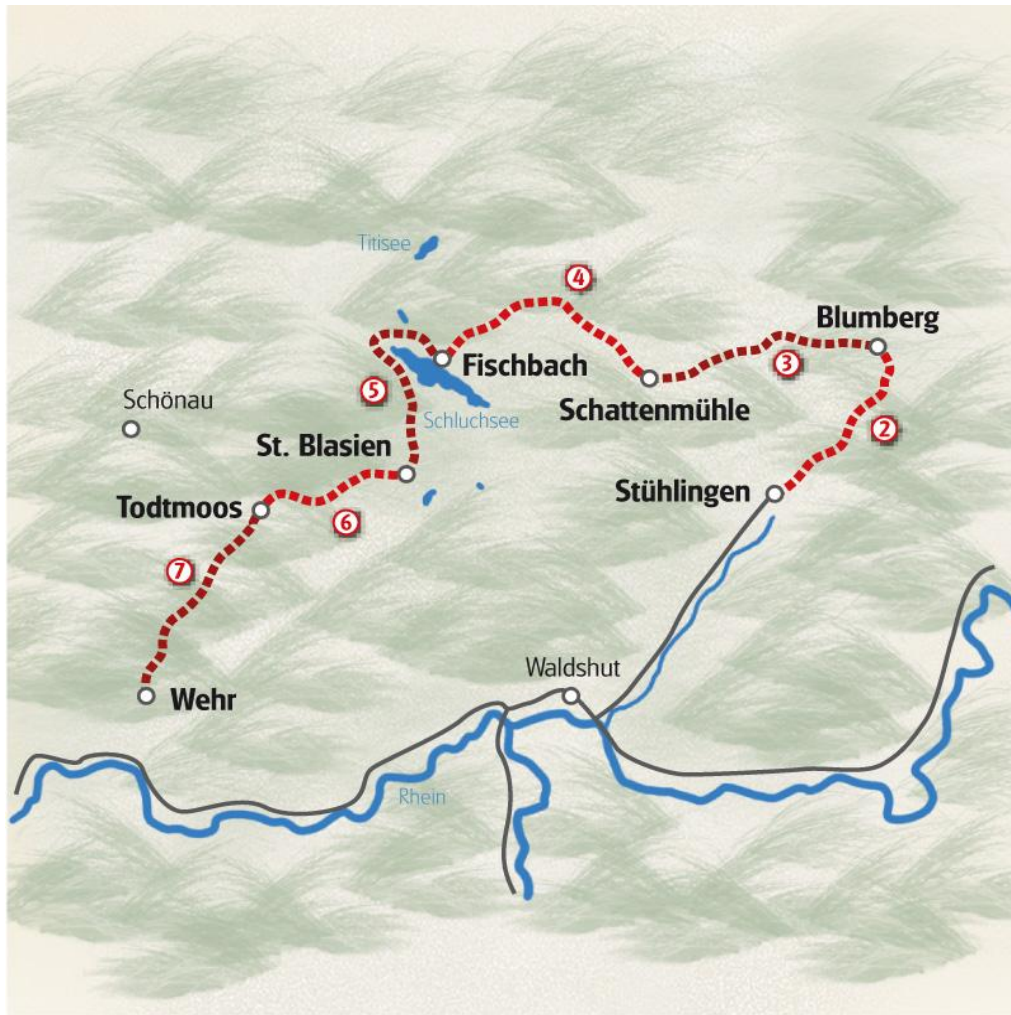 Titisee
4
Blumberg
3
Fischbach
Schattenmühle
5
Schönau
Schluchsee
2
St. Blasien
Stühlingen
Todtmoos
6
7
Waldshut
Wehr
Rhein